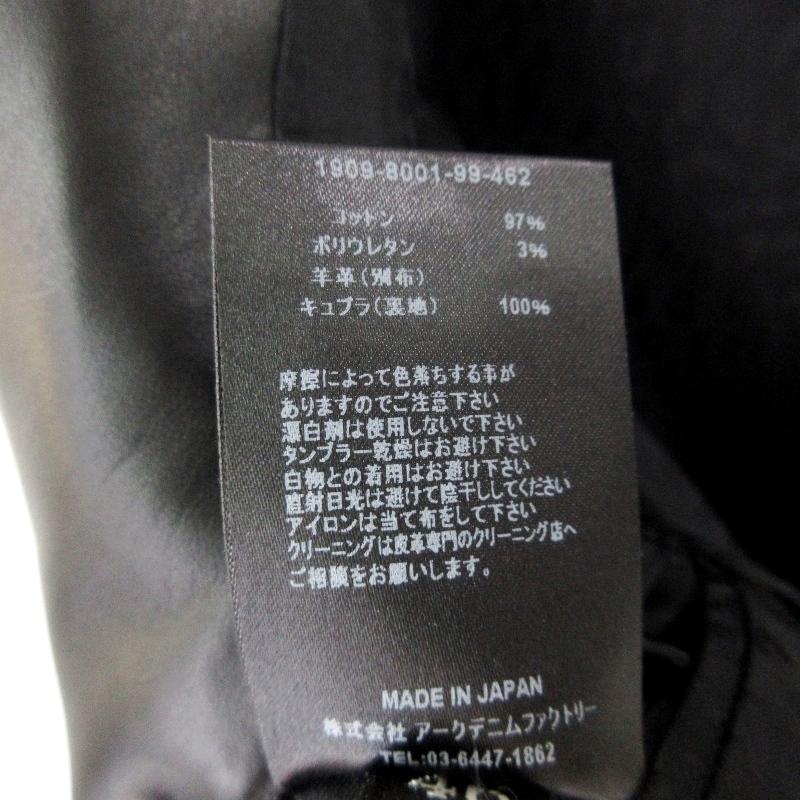 1909-8001-99-462
コットン 97%
ポリウレタン 3%
羊革(別布)
キュプラ(裏地) 100%
摩擦によって色落ちする事が
ありますのでご注意下さい
漂白剤は使用しないで下さい
タンブラー乾燥はお避け下さい
白物との着用はお避け下さい
直射日光は避けて陰干ししてください
アイロンは当て布をして下さい
クリーニングは皮革専門のクリーニング店へ
ご相談をお願いします。
MADE IN JAPAN
株式会社 アークデニムファクトリー
TEL:03-6447-1862